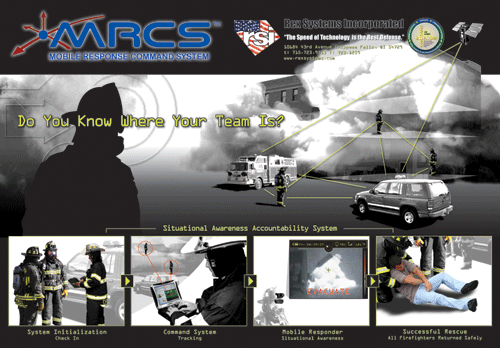 MRCS™
MOBILE RESPONSE COMMAND SYSTEM
RSI
Rex Systems Incorporated
"The Speed of Technology is the Best Defense."
Do You Know Where Your Team Is?
Situational Awareness Accountability System
EVACUATE
System Initialization
Check In
Command System
Tracking
Mobile Responder
Situational Awareness
Successful Rescue
All Firefighters Returned Safely